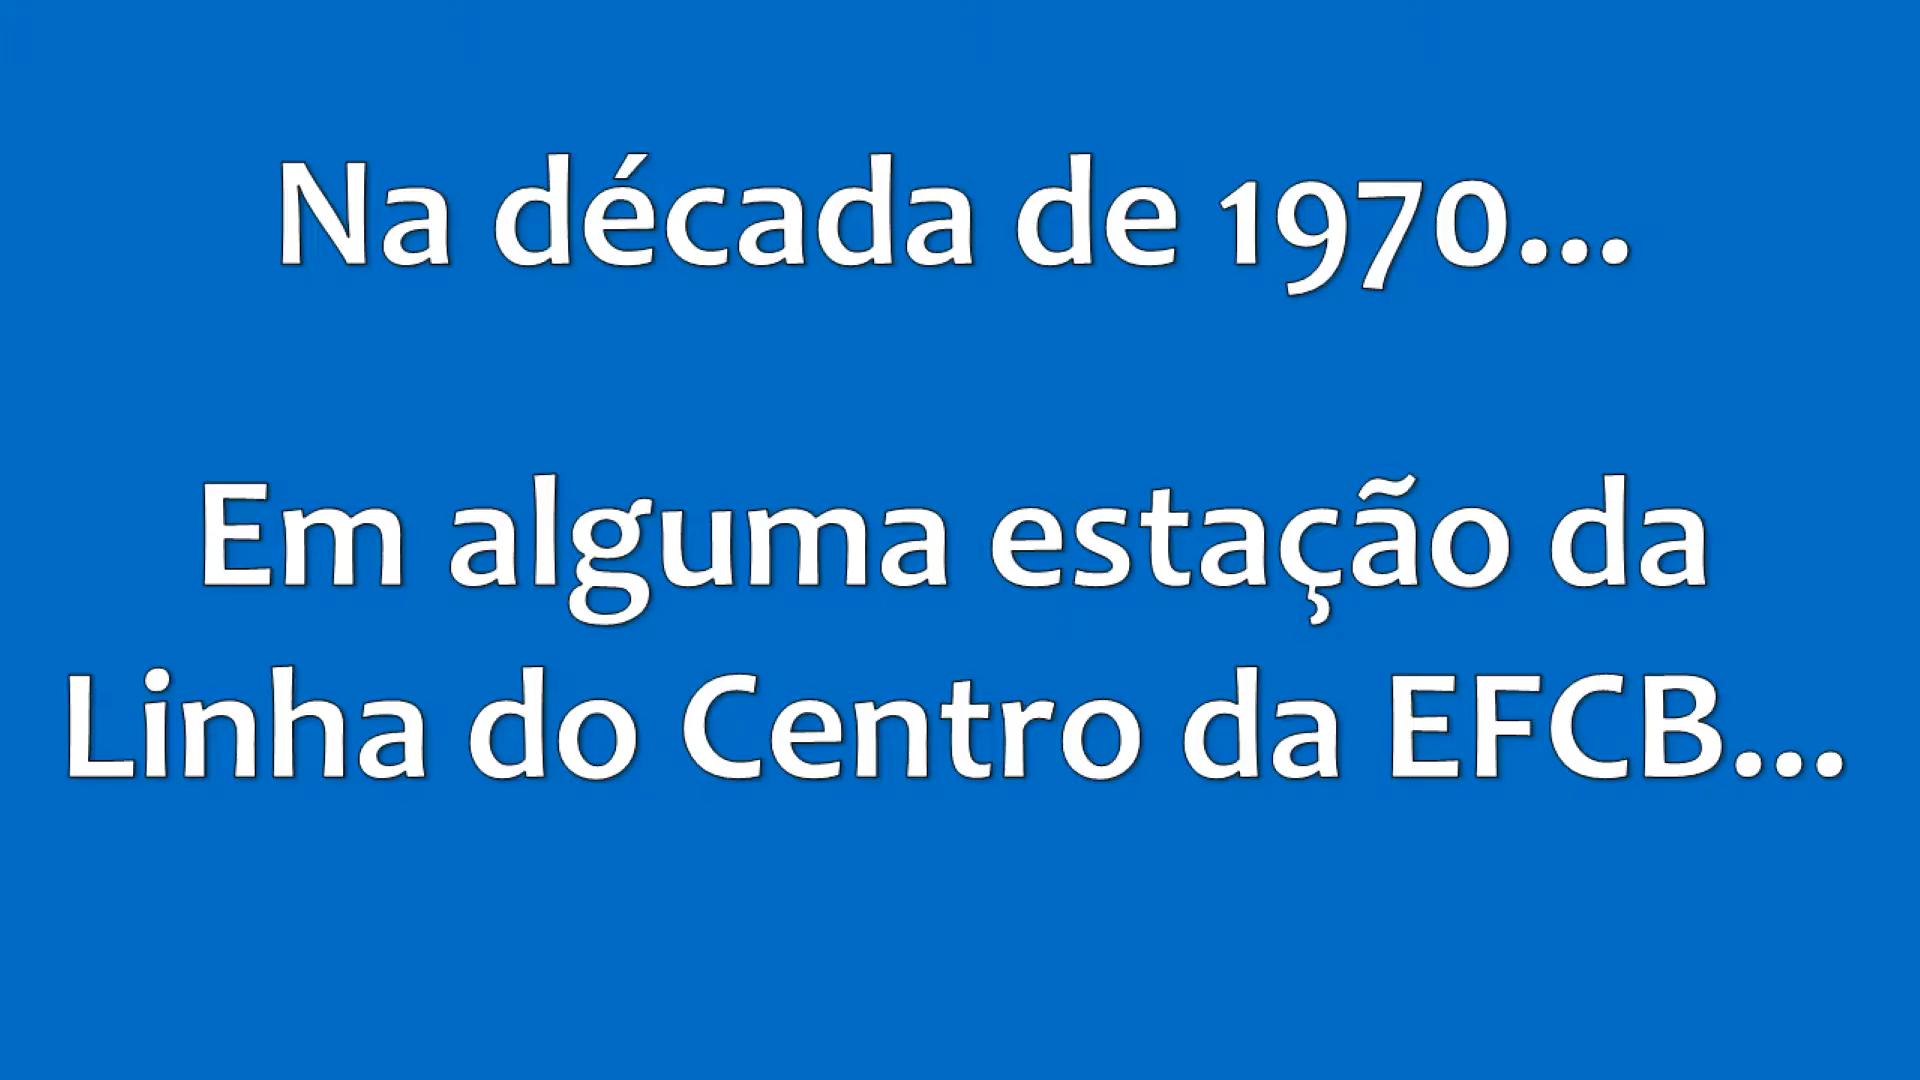 Na década de 1970...
Em alguma estação da
Linha do Centro da EFCB...